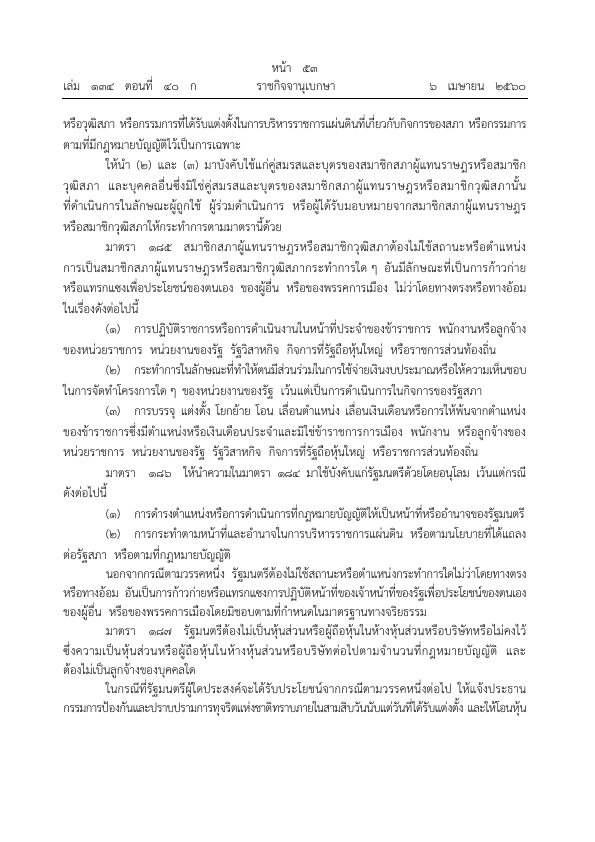 หน้า ๕๓
เล่ม ๑๓๔ ตอนที่ ๔๐ ก ราชกิจจานุเบกษา ๖ เมษายน ๒๕๖๐
หรือวุฒิสภา หรือกรรมการที่ได้รับแต่งตั้งในการบริหารราชการแผ่นดินที่เกี่ยวกับกิจการของสภา หรือกรรมการ
ตามที่มีกฎหมายบัญญัติไว้เป็นการเฉพาะ
ให้นำ (๒) และ (๓) มาบังคับใช้แก่คู่สมรสและบุตรของสมาชิกสภาผู้แทนราษฎรหรือสมาชิก
วุฒิสภา และบุคคลอื่นซึ่งมิใช่คู่สมรสและบุตรของสมาชิกสภาผู้แทนราษฎรหรือสมาชิกวุฒิสภานั้น
ที่ดำเนินการในลักษณะผู้ถูกใช้ ผู้ร่วมดำเนินการ หรือผู้ได้รับมอบหมายจากสมาชิกสภาผู้แทนราษฎร
หรือสมาชิกวุฒิสภาให้กระทำการตามมาตรานี้ด้วย
มาตรา ๑๘๕ สมาชิกสภาผู้แทนราษฎรหรือสมาชิกวุฒิสภาต้องไม่ใช้สถานะหรือตำแหน่ง
การเป็นสมาชิกสภาผู้แทนราษฎรหรือสมาชิกวุฒิสภากระทำการใด ๆ อันมีลักษณะที่เป็นการก้าวก่าย
หรือแทรกแซงเพื่อประโยชน์ของตนเอง ของผู้อื่น หรือของพรรคการเมือง ไม่ว่าโดยทางตรงหรือทางอ้อม
ในเรื่องดังต่อไปนี้
(๑) การปฏิบัติราชการหรือการดำเนินงานในหน้าที่ประจำของข้าราชการ พนักงานหรือลูกจ้าง
ของหน่วยราชการ หน่วยงานของรัฐ รัฐวิสาหกิจ กิจการที่รัฐถือหุ้นใหญ่ หรือราชการส่วนท้องถิ่น
(๒) กระทำการในลักษณะที่ทำให้ตนมีส่วนร่วมในการใช้จ่ายเงินงบประมาณหรือให้ความเห็นชอบ
ในการจัดทำโครงการใด ๆ ของหน่วยงานของรัฐ เว้นแต่เป็นการดำเนินการในกิจการของรัฐสภา
(๓) การบรรจุ แต่งตั้ง โยกย้าย โอน เลื่อนตำแหน่ง เลื่อนเงินเดือนหรือการให้พ้นจากตำแหน่ง
ของข้าราชการซึ่งมีตำแหน่งหรือเงินเดือนประจำและมิใช่ข้าราชการการเมือง พนักงาน หรือลูกจ้างของ
หน่วยราชการ หน่วยงานของรัฐ รัฐวิสาหกิจ กิจการที่รัฐถือหุ้นใหญ่ หรือราชการส่วนท้องถิ่น
มาตรา ๑๘๖ ให้นำความในมาตรา ๑๘๔ มาใช้บังคับแก่รัฐมนตรีด้วยโดยอนุโลม เว้นแต่กรณี
ดังต่อไปนี้
(๑) การดำรงตำแหน่งหรือการดำเนินการที่กฎหมายบัญญัติให้เป็นหน้าที่หรืออำนาจของรัฐมนตรี
(๒) การกระทำตามหน้าที่และอำนาจในการบริหารราชการแผ่นดิน หรือตามนโยบายที่ได้แถลง
ต่อรัฐสภา หรือตามที่กฎหมายบัญญัติ
นอกจากกรณีตามวรรคหนึ่ง รัฐมนตรีต้องไม่ใช้สถานะหรือตำแหน่งกระทำการใดไม่ว่าโดยทางตรง
หรือทางอ้อม อันเป็นการก้าวก่ายหรือแทรกแซงการปฏิบัติหน้าที่ของเจ้าหน้าที่ของรัฐเพื่อประโยชน์ของตนเอง
ของผู้อื่น หรือของพรรคการเมืองโดยมิชอบตามที่กำหนดในมาตรฐานทางจริยธรรม
มาตรา ๑๘๗ รัฐมนตรีต้องไม่เป็นหุ้นส่วนหรือผู้ถือหุ้นในห้างหุ้นส่วนหรือบริษัทหรือไม่คงไว้
ซึ่งความเป็นหุ้นส่วนหรือผู้ถือหุ้นในห้างหุ้นส่วนหรือบริษัทต่อไปตามจำนวนที่กฎหมายบัญญัติ และ
ต้องไม่เป็นลูกจ้างของบุคคลใด
ในกรณีที่รัฐมนตรีผู้ใดประสงค์จะได้รับประโยชน์จากกรณีตามวรรคหนึ่งต่อไป ให้แจ้งประธาน
กรรมการป้องกันและปราบปรามการทุจริตแห่งชาติทราบภายในสามสิบวันนับแต่วันที่ได้รับแต่งตั้ง และให้โอนหุ้น